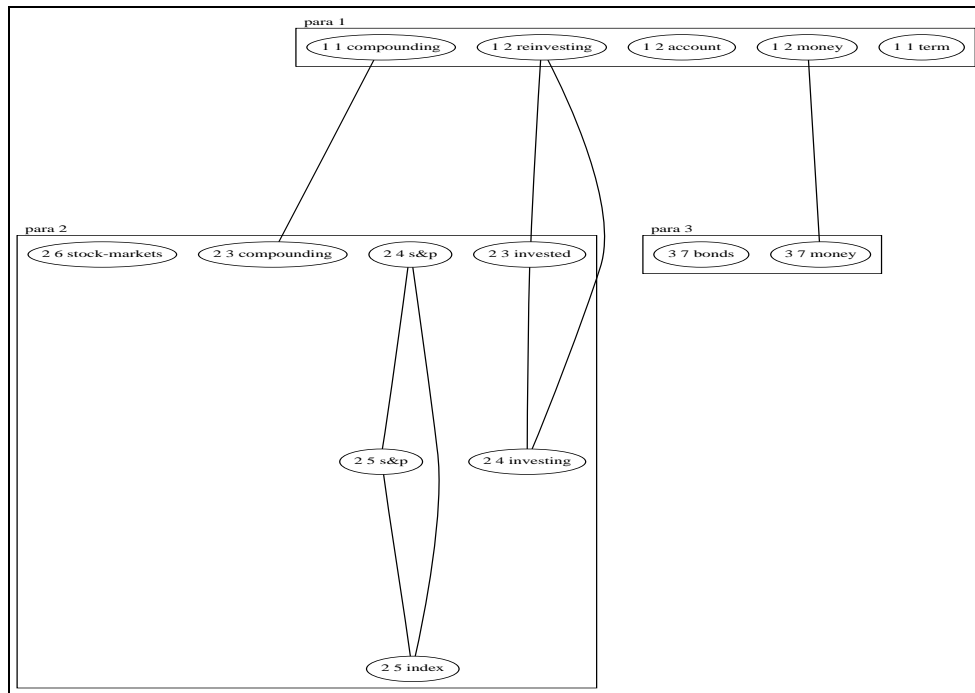 para 1
1 1 compounding 1 2 reinvesting 1 2 account 1 2 money 1 1 term
para 2
2 6 stock-markets 2 3 compounding 2 4 s&p 2 3 invested
para 3
3 7 bonds 3 7 money
2 5 s&p 2 4 investing
2 5 index